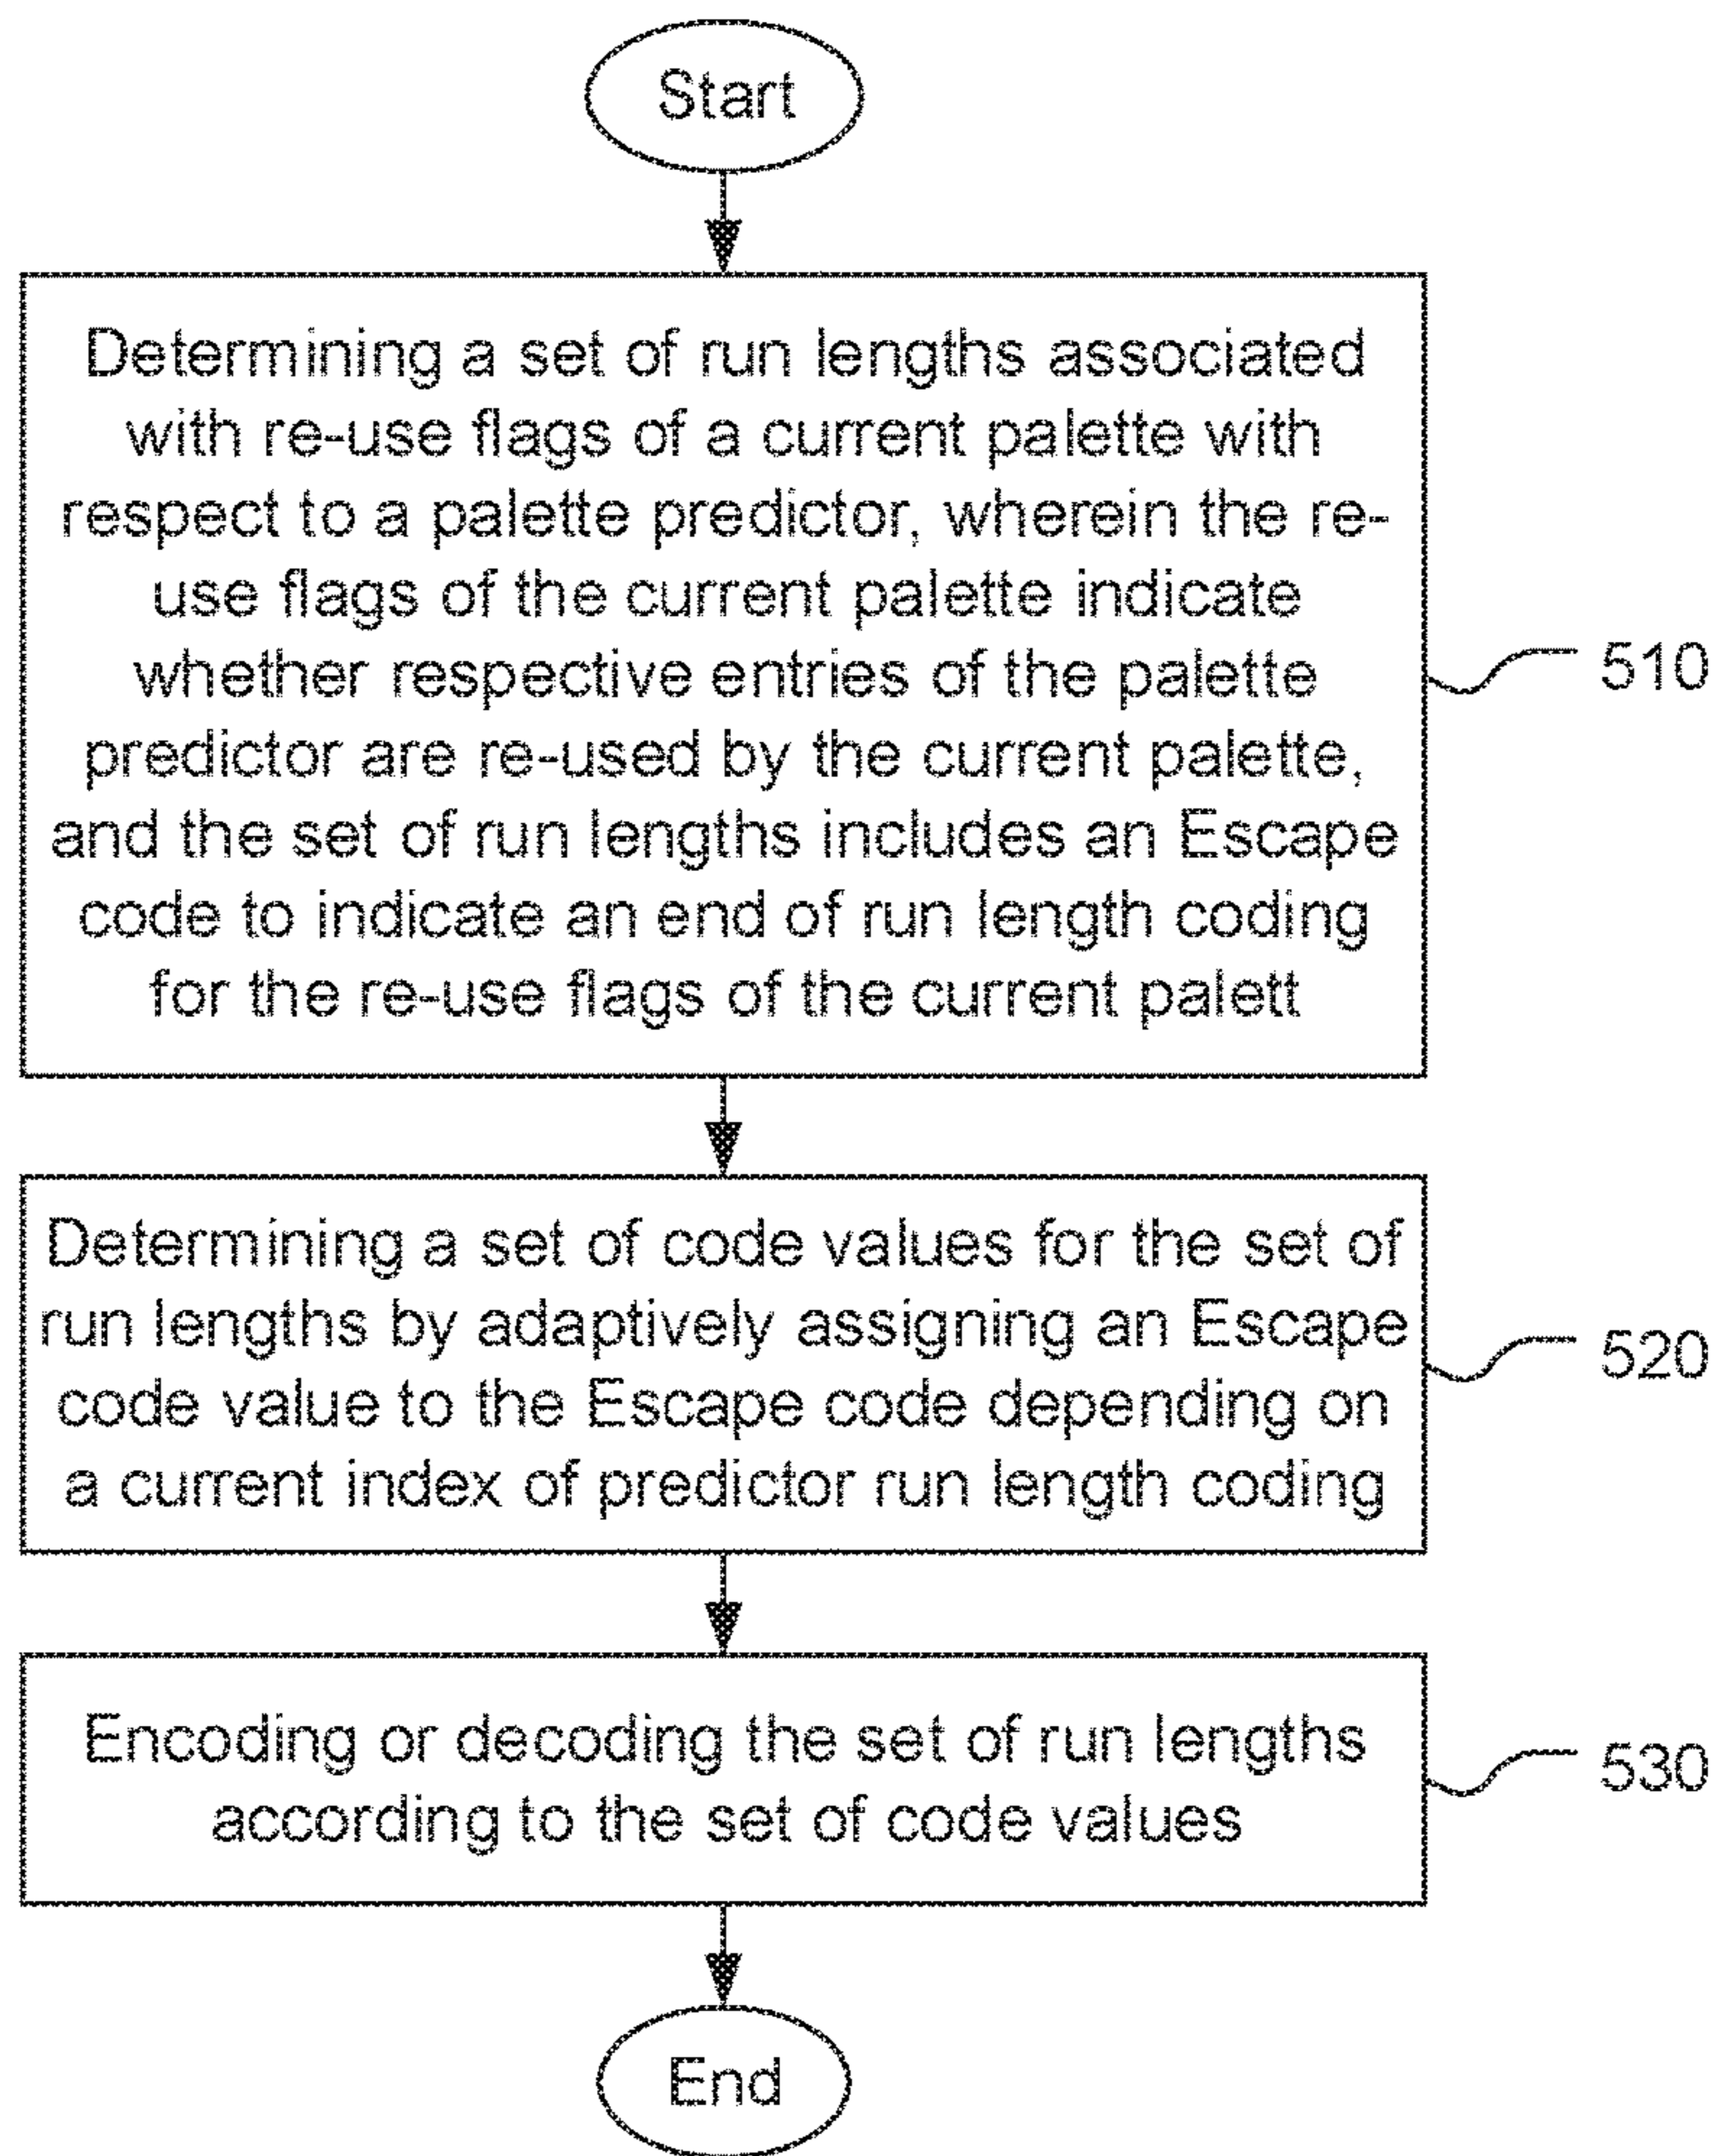 Start
Determining a set of run lengths associated
with re-use flags of a current palette with
respect to a palette predictor, wherein the re-
use flags of the current palette indicate
whether respective entries of the palette
predictor are re-used by the current palette,
and the set of run lengths includes an Escape
code to indicate an end of run length coding
for the re-use flags of the current palett
510
Determining a set of code values for the set of
run lengths by adaptively assigning an Escape
code value to the Escape code depending on
a current index of predictor run length coding
520
Encoding or decoding the set of run lengths
according to the set of code values
530
End